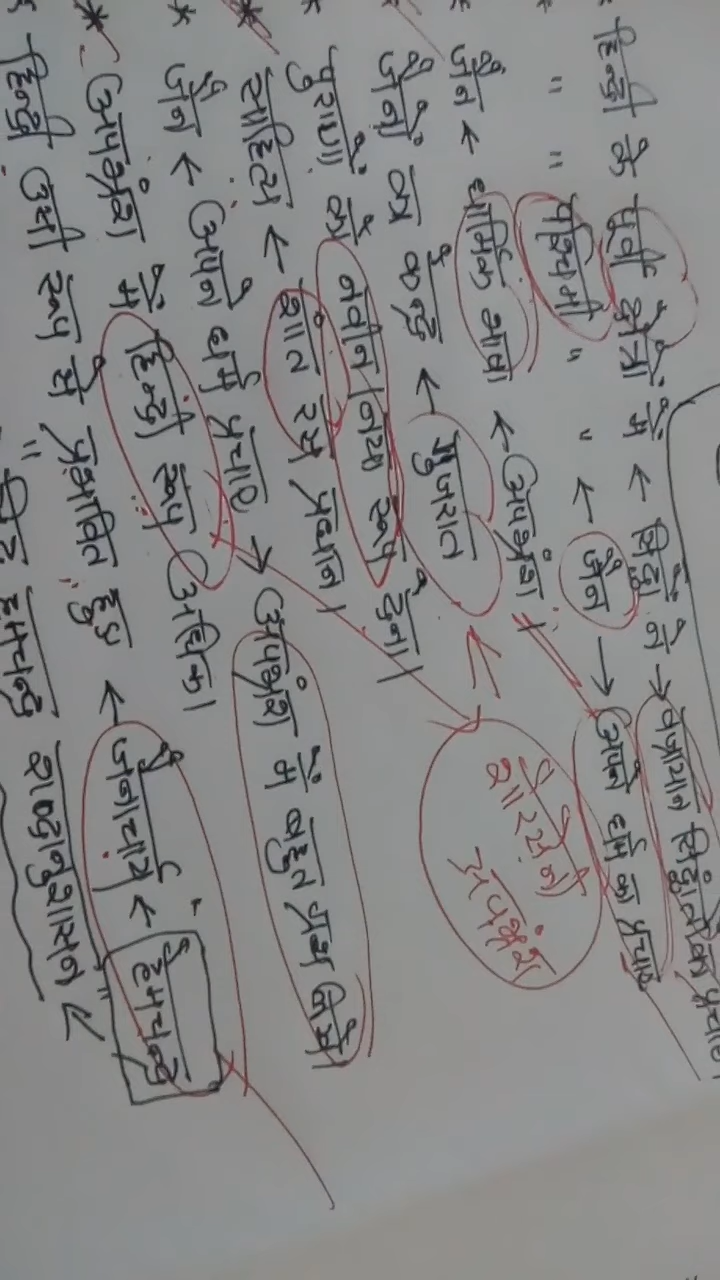 * हिन्दी के पूर्वी क्षेत्रों में ← सिद्धों ने → वज्रयान सिद्धान्त का प्रचार।
* " " पश्चिमी " " ← जैन → अपने धर्म का प्रचार
* जैन ← धार्मिक भाषा ← अपभ्रंश।
* जैनों का केन्द्र ← गुजरात ← शौरसेनी अपभ्रंश
* पुराणों को नवीन/नया रूप दिया।
* साहित्य ← शान्त रस प्रधान।
* जैन ← अपने धर्म प्रचार → अपभ्रंश में बहुत ग्रंथ लिखे।
* अपभ्रंश में हिन्दी रूप अधिक।
* हिन्दी उसी रूप से प्रभावित हुए ← जैनाचार्य ← हेमचन्द्र
" सिद्ध हेमचन्द्र शब्दानुशासन ←